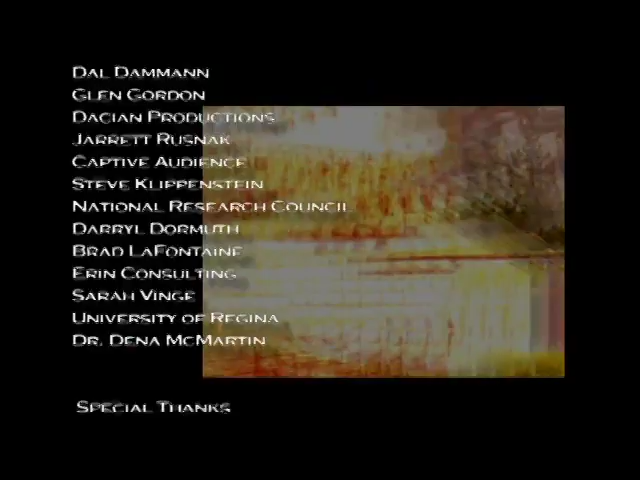 Dal Dammann
Glen Gordon
Dacian Productions
Jarrett Rusnak
Captive Audience
Steve Klippenstein
National Research Council
Darryl Dormuth
Brad LaFontaine
Erin Consulting
Sarah Vinge
University of Regina
Dr. Dena McMartin
Special Thanks